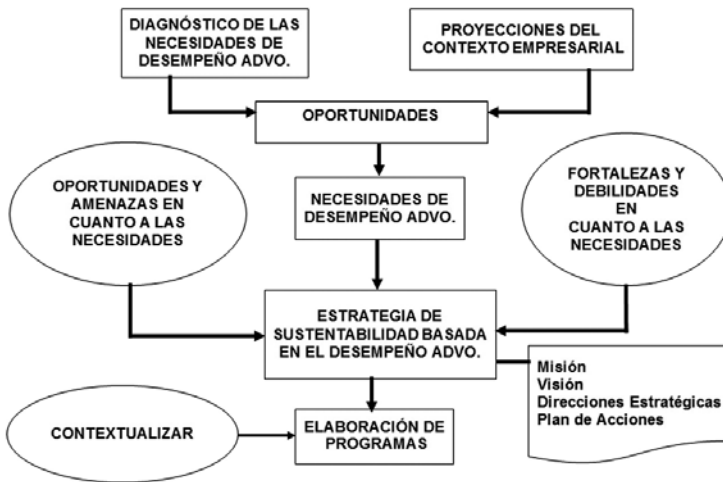 DIAGNÓSTICO DE LAS
NECESIDADES DE
DESEMPEÑO ADVO.
PROYECCIONES DEL
CONTEXTO EMPRESARIAL
OPORTUNIDADES
OPORTUNIDADES Y
AMENAZAS EN
CUANTO A LAS
NECESIDADES
NECESIDADES DE
DESEMPEÑO ADVO.
FORTALEZAS Y
DEBILIDADES
EN
CUANTO A LAS
NECESIDADES
ESTRATEGIA DE
SUSTENTABILIDAD BASADA
EN EL DESEMPEÑO ADVO.
Misión
Visión
Direcciones Estratégicas
Plan de Acciones
CONTEXTUALIZAR
ELABORACIÓN DE
PROGRAMAS